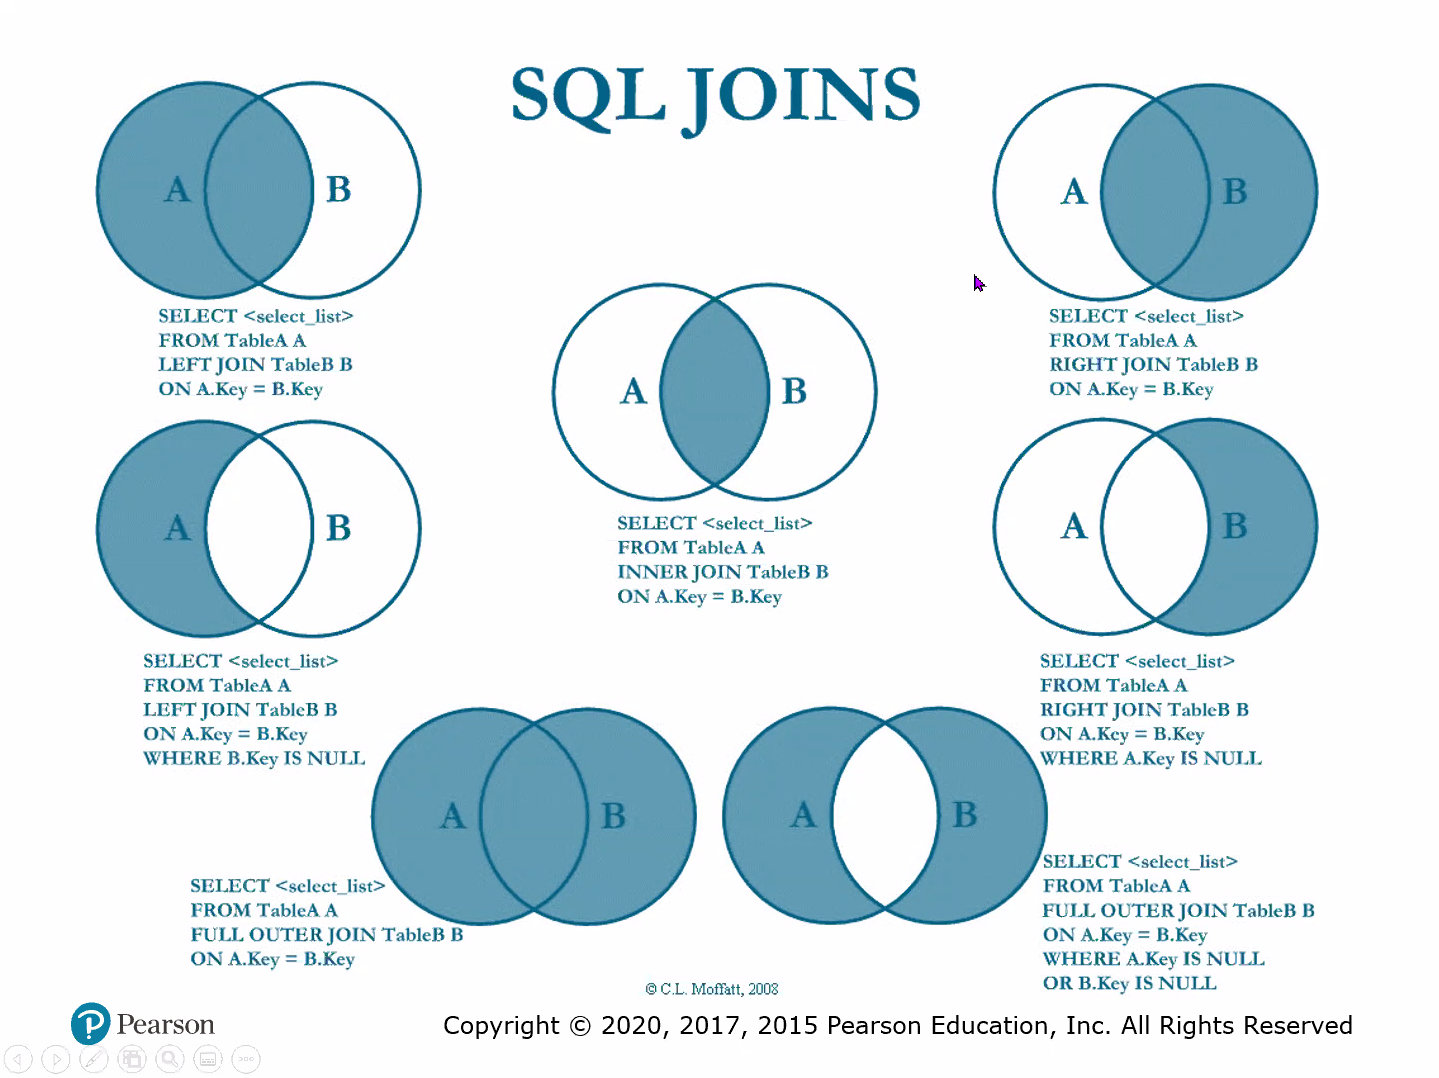 SQL JOINS
A B
SELECT <select_list>
FROM TableA A
LEFT JOIN TableB B
ON A.Key = B.Key
A B
SELECT <select_list>
FROM TableA A
RIGHT JOIN TableB B
ON A.Key = B.Key
A B
SELECT <select_list>
FROM TableA A
INNER JOIN TableB B
ON A.Key = B.Key
A B
SELECT <select_list>
FROM TableA A
LEFT JOIN TableB B
ON A.Key = B.Key
WHERE B.Key IS NULL
A B
SELECT <select_list>
FROM TableA A
RIGHT JOIN TableB B
ON A.Key = B.Key
WHERE A.Key IS NULL
A B
SELECT <select_list>
FROM TableA A
FULL OUTER JOIN TableB B
ON A.Key = B.Key
A B
SELECT <select_list>
FROM TableA A
FULL OUTER JOIN TableB B
ON A.Key = B.Key
WHERE A.Key IS NULL
OR B.Key IS NULL
© C.L. Moffatt, 2008
P Pearson
Copyright © 2020, 2017, 2015 Pearson Education, Inc. All Rights Reserved